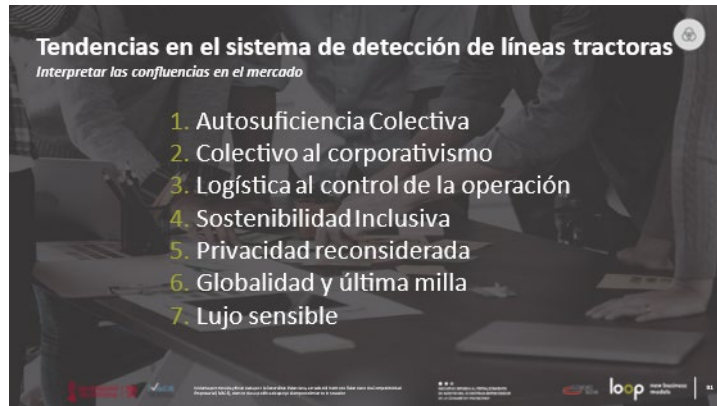 Tendencias en el sistema de detección de líneas tractoras
Interpretar las confluencias en el mercado
1. Autosuficiencia Colectiva
2. Colectivo al corporativismo
3. Logística al control de la operación
4. Sostenibilidad Inclusiva
5. Privacidad reconsiderada
6. Globalidad y última milla
7. Lujo sensible
loop new business
models